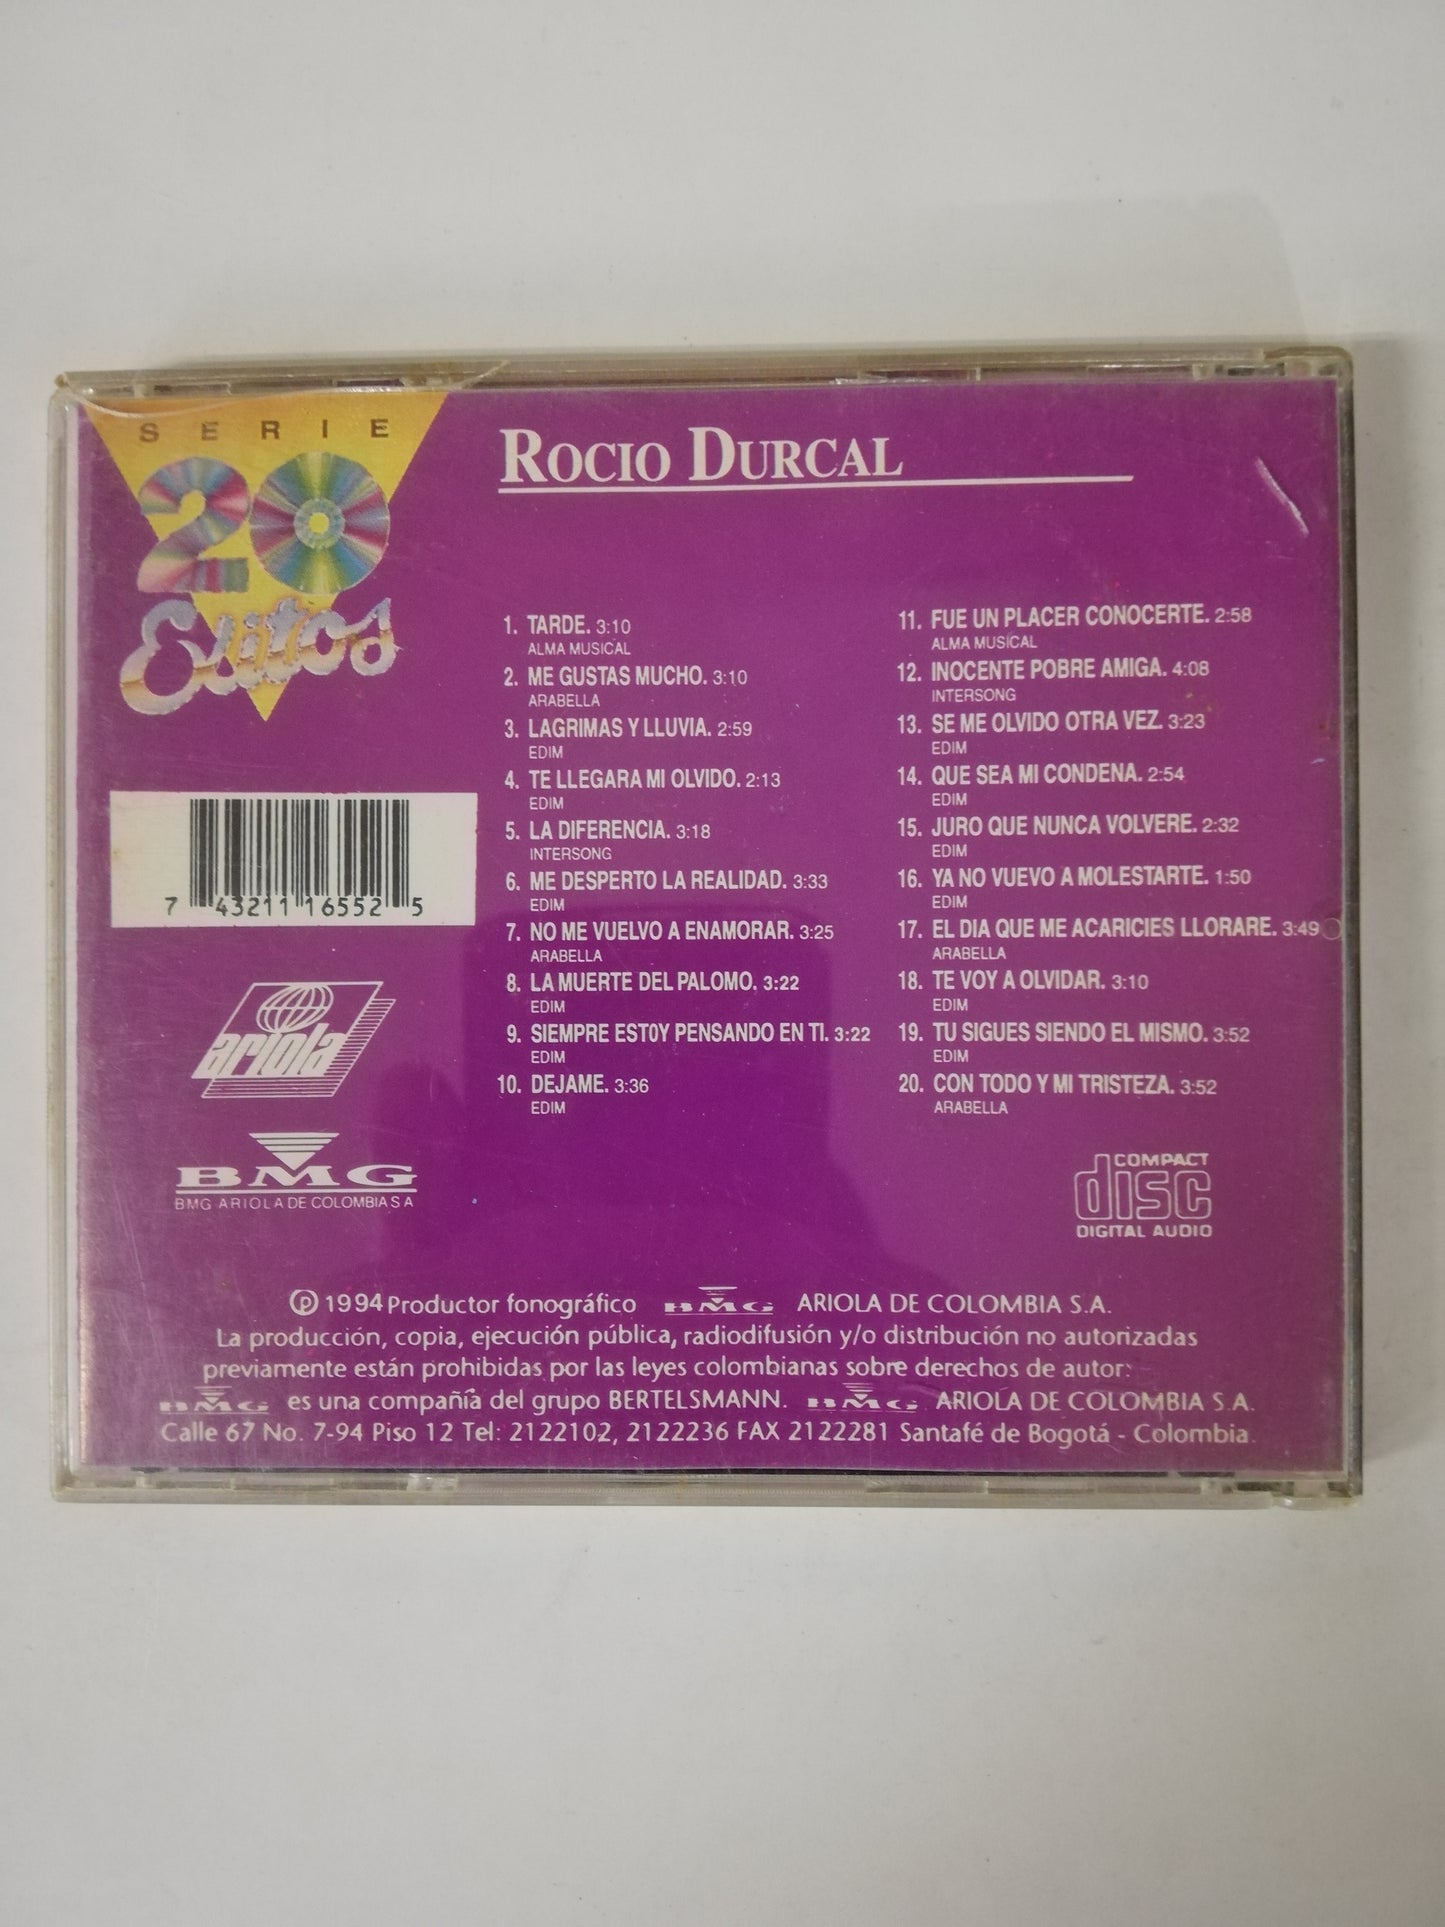 SERIE
20
Exitos
ROCIO DURCAL
1. TARDE. 3:10
ALMA MUSICAL
2. ME GUSTAS MUCHO. 3:10
ARABELLA
3. LAGRIMAS Y LLUVIA. 2:59
EDIM
4. TE LLEGARA MI OLVIDO. 2:13
EDIM
5. LA DIFERENCIA. 3:18
INTERSONG
6. ME DESPERTO LA REALIDAD. 3:33
EDIM
7. NO ME VUELVO A ENAMORAR. 3:25
ARABELLA
8. LA MUERTE DEL PALOMO. 3:22
EDIM
9. SIEMPRE ESTOY PENSANDO EN TI. 3:22
EDIM
10. DEJAME. 3:36
EDIM
11. FUE UN PLACER CONOCERTE. 2:58
ALMA MUSICAL
12. INOCENTE POBRE AMIGA. 4:08
INTERSONG
13. SE ME OLVIDO OTRA VEZ. 3:23
EDIM
14. QUE SEA MI CONDENA. 2:54
EDIM
15. JURO QUE NUNCA VOLVERE. 2:32
EDIM
16. YA NO VUEVO A MOLESTARTE. 1:50
EDIM
17. EL DIA QUE ME ACARICIES LLORARE. 3:49
ARABELLA
18. TE VOY A OLVIDAR. 3:10
EDIM
19. TU SIGUES SIENDO EL MISMO. 3:52
EDIM
20. CON TODO Y MI TRISTEZA. 3:52
ARABELLA
7 43211 16552 5
ariola
BMG
BMG ARIOLA DE COLOMBIA S A
COMPACT
disc
DIGITAL AUDIO
℗ 1994 Productor fonográfico BMG ARIOLA DE COLOMBIA S.A.
La producción, copia, ejecución pública, radiodifusión y/o distribución no autorizadas
previamente están prohibidas por las leyes colombianas sobre derechos de autor:
BMG es una compañía del grupo BERTELSMANN. BMG ARIOLA DE COLOMBIA S.A.
Calle 67 No. 7-94 Piso 12 Tel: 2122102, 2122236 FAX 2122281 Santafé de Bogotá - Colombia.